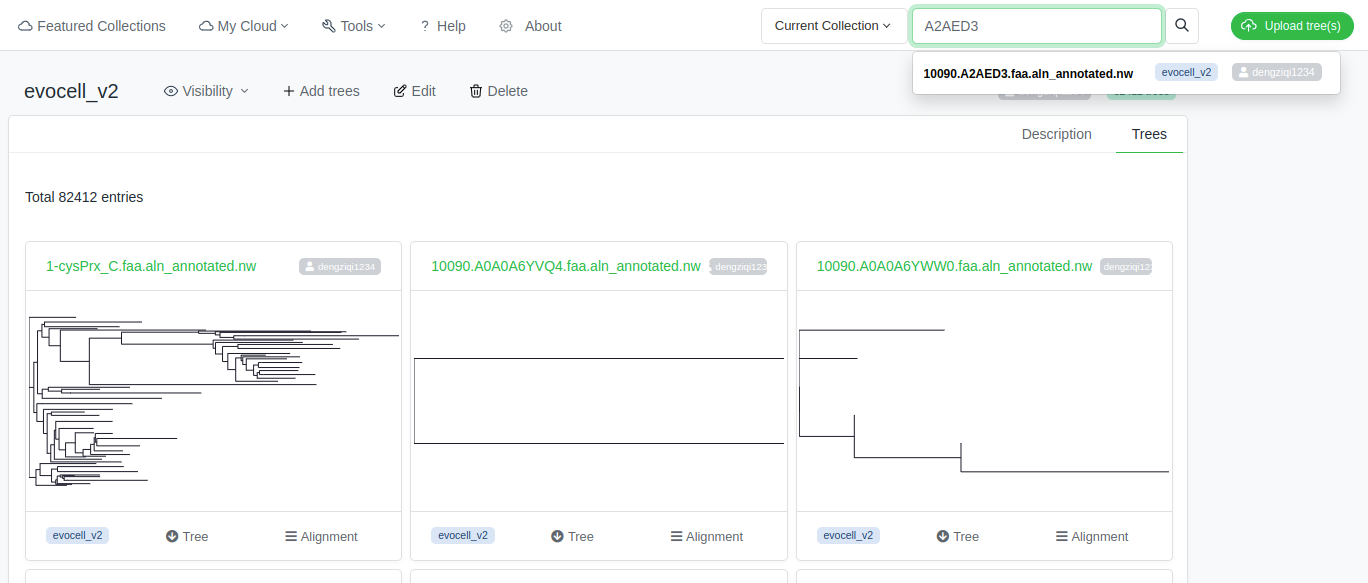 Featured Collections My Cloud Tools ? Help About Current Collection A2AED3 Upload tree(s)
10090.A2AED3.faa.aln_annotated.nw evocell_v2 dengziqi1234
evocell_v2 Visibility + Add trees Edit Delete
Description Trees
Total 82412 entries
1-cysPrx_C.faa.aln_annotated.nw dengziqi1234 10090.A0A0A6YVQ4.faa.aln_annotated.nw dengziqi123 10090.A0A0A6YWW0.faa.aln_annotated.nw dengziqi12
evocell_v2 Tree Alignment evocell_v2 Tree Alignment evocell_v2 Tree Alignment